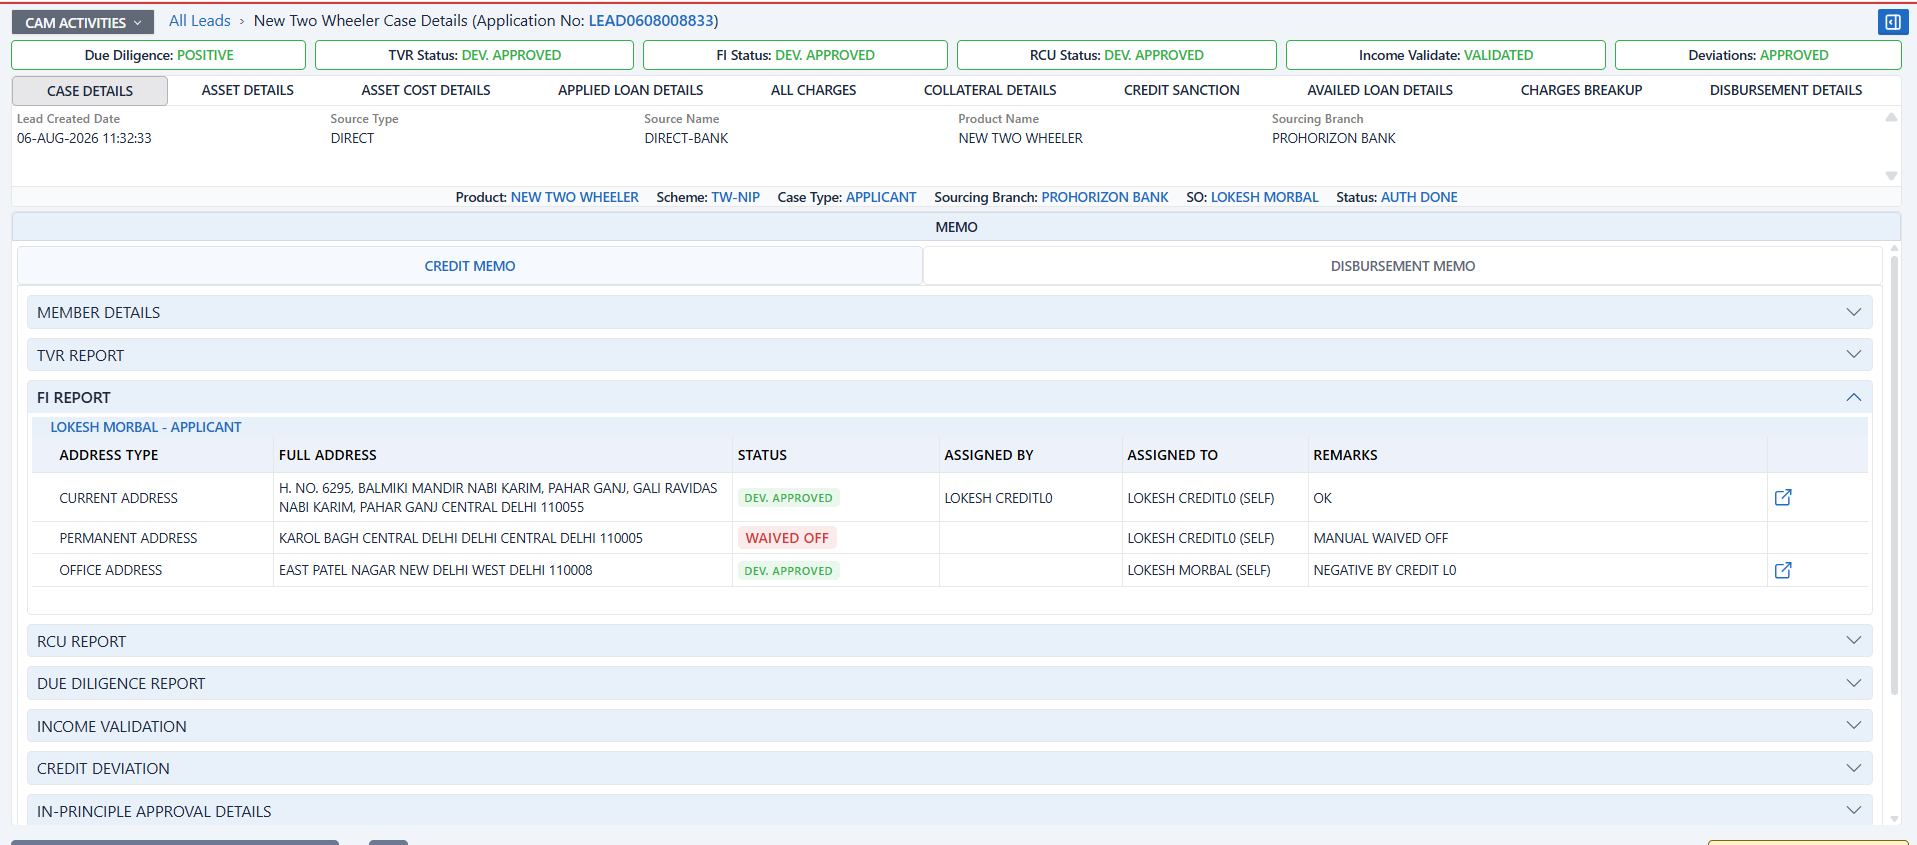 CAM ACTIVITIES All Leads › New Two Wheeler Case Details (Application No: LEAD0608008833)
Due Diligence: POSITIVE TVR Status: DEV. APPROVED FI Status: DEV. APPROVED RCU Status: DEV. APPROVED Income Validate: VALIDATED Deviations: APPROVED
CASE DETAILS ASSET DETAILS ASSET COST DETAILS APPLIED LOAN DETAILS ALL CHARGES COLLATERAL DETAILS CREDIT SANCTION AVAILED LOAN DETAILS CHARGES BREAKUP DISBURSEMENT DETAILS
Lead Created Date Source Type Source Name Product Name Sourcing Branch
06-AUG-2026 11:32:33 DIRECT DIRECT-BANK NEW TWO WHEELER PROHORIZON BANK
Product: NEW TWO WHEELER Scheme: TW-NIP Case Type: APPLICANT Sourcing Branch: PROHORIZON BANK SO: LOKESH MORBAL Status: AUTH DONE
MEMO
CREDIT MEMO DISBURSEMENT MEMO
MEMBER DETAILS
TVR REPORT
FI REPORT
LOKESH MORBAL - APPLICANT
ADDRESS TYPE FULL ADDRESS STATUS ASSIGNED BY ASSIGNED TO REMARKS
CURRENT ADDRESS H. NO. 6295, BALMIKI MANDIR NABI KARIM, PAHAR GANJ, GALI RAVIDAS
NABI KARIM, PAHAR GANJ CENTRAL DELHI 110055 DEV. APPROVED LOKESH CREDITL0 LOKESH CREDITL0 (SELF) OK
PERMANENT ADDRESS KAROL BAGH CENTRAL DELHI DELHI CENTRAL DELHI 110005 WAIVED OFF LOKESH CREDITL0 (SELF) MANUAL WAIVED OFF
OFFICE ADDRESS EAST PATEL NAGAR NEW DELHI WEST DELHI 110008 DEV. APPROVED LOKESH MORBAL (SELF) NEGATIVE BY CREDIT L0
RCU REPORT
DUE DILIGENCE REPORT
INCOME VALIDATION
CREDIT DEVIATION
IN-PRINCIPLE APPROVAL DETAILS